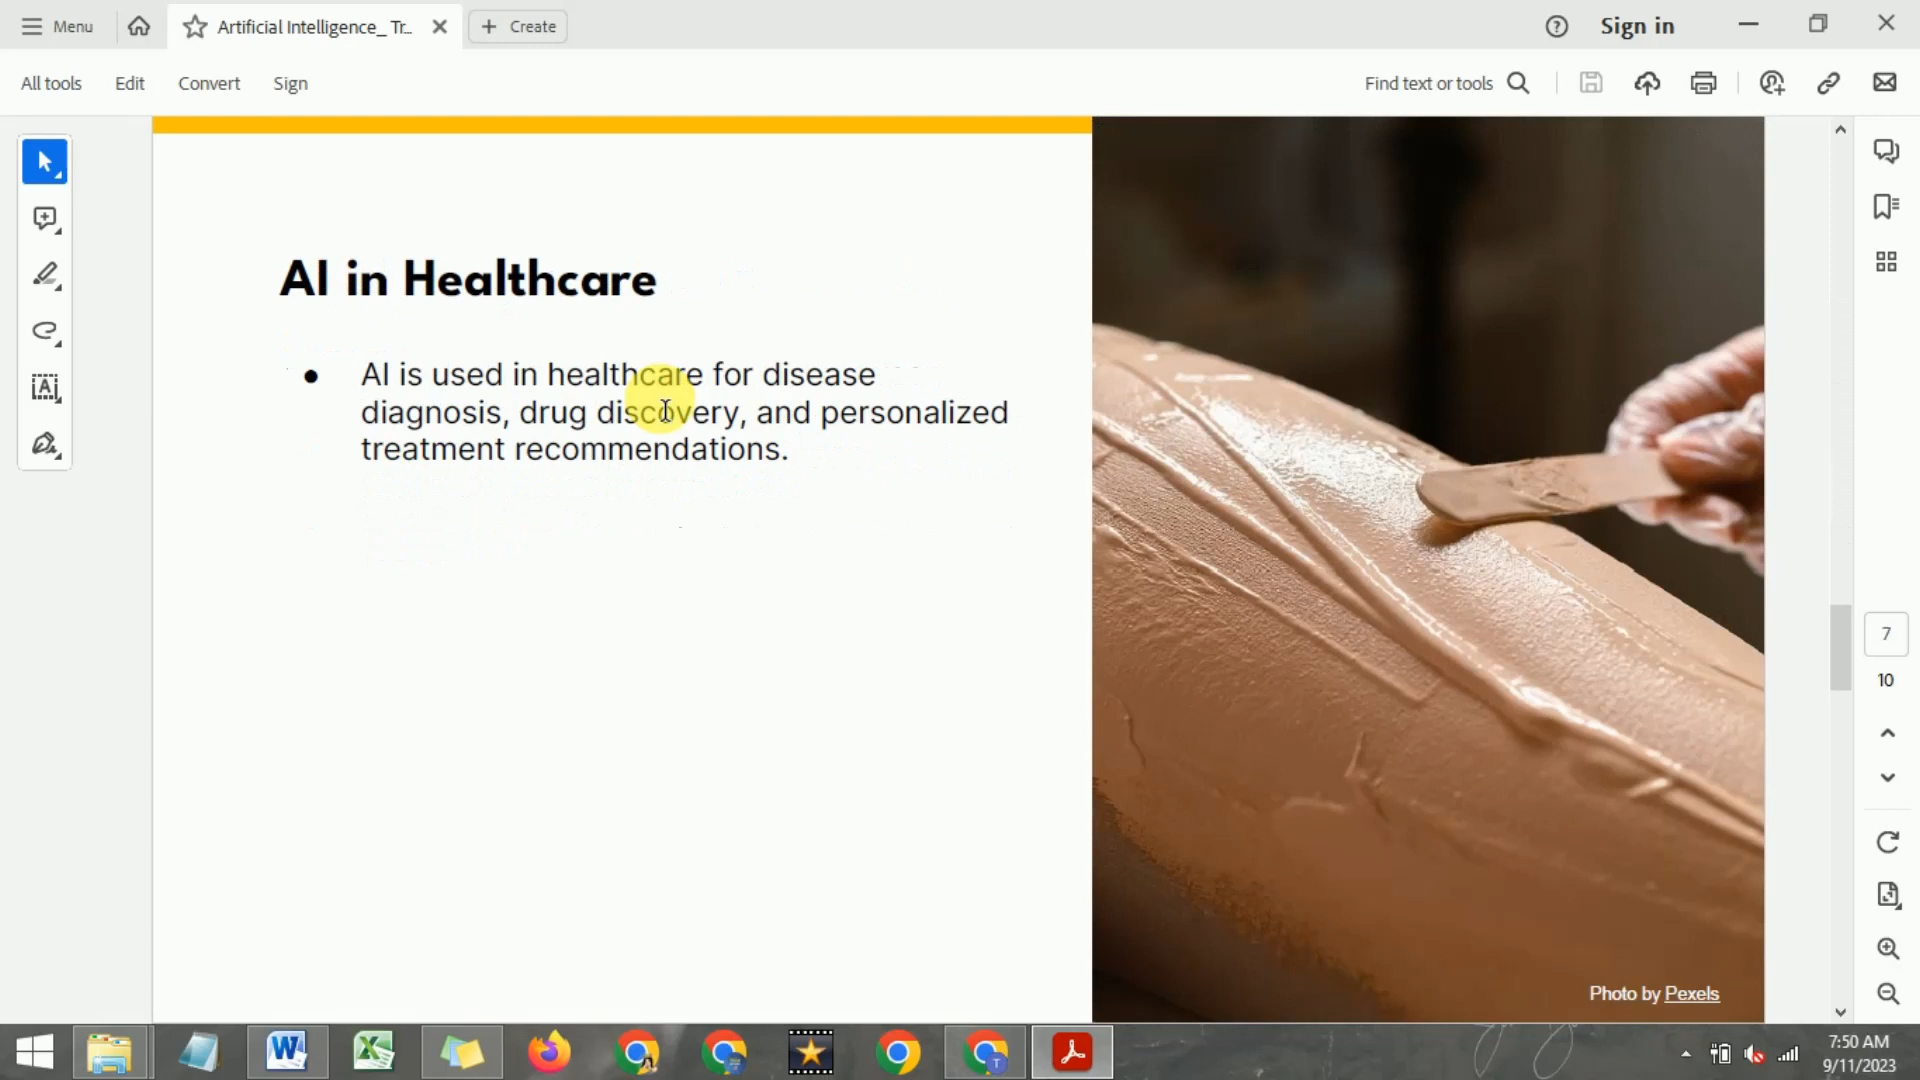 Menu
Artificial Intelligence_ Tr...
Create
Sign in
All tools
Edit
Convert
Sign
Find text or tools
AI in Healthcare
● AI is used in healthcare for disease
diagnosis, drug discovery, and personalized
treatment recommendations.
Photo by Pexels
7
10
7:50 AM
9/11/2023